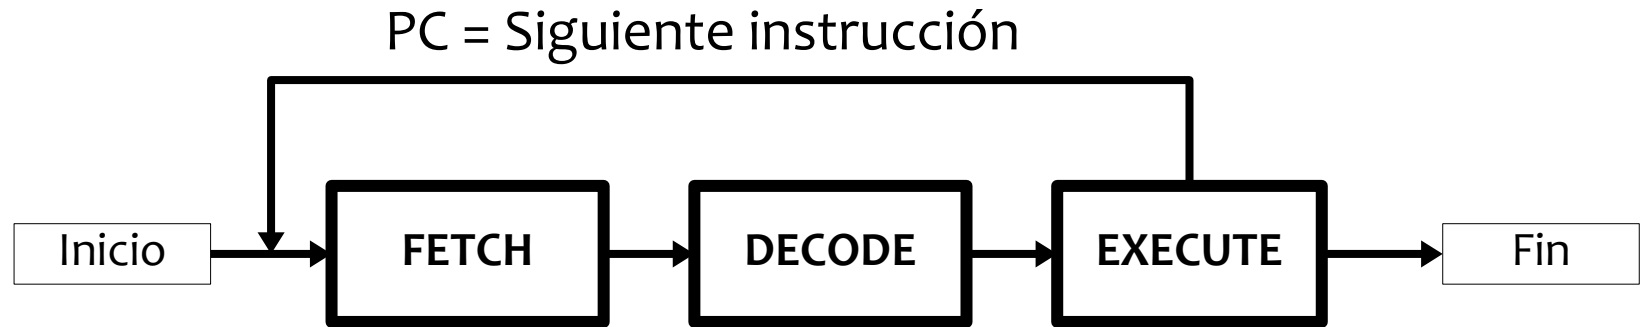 PC = Siguiente instrucción
Inicio
FETCH
DECODE
EXECUTE
Fin